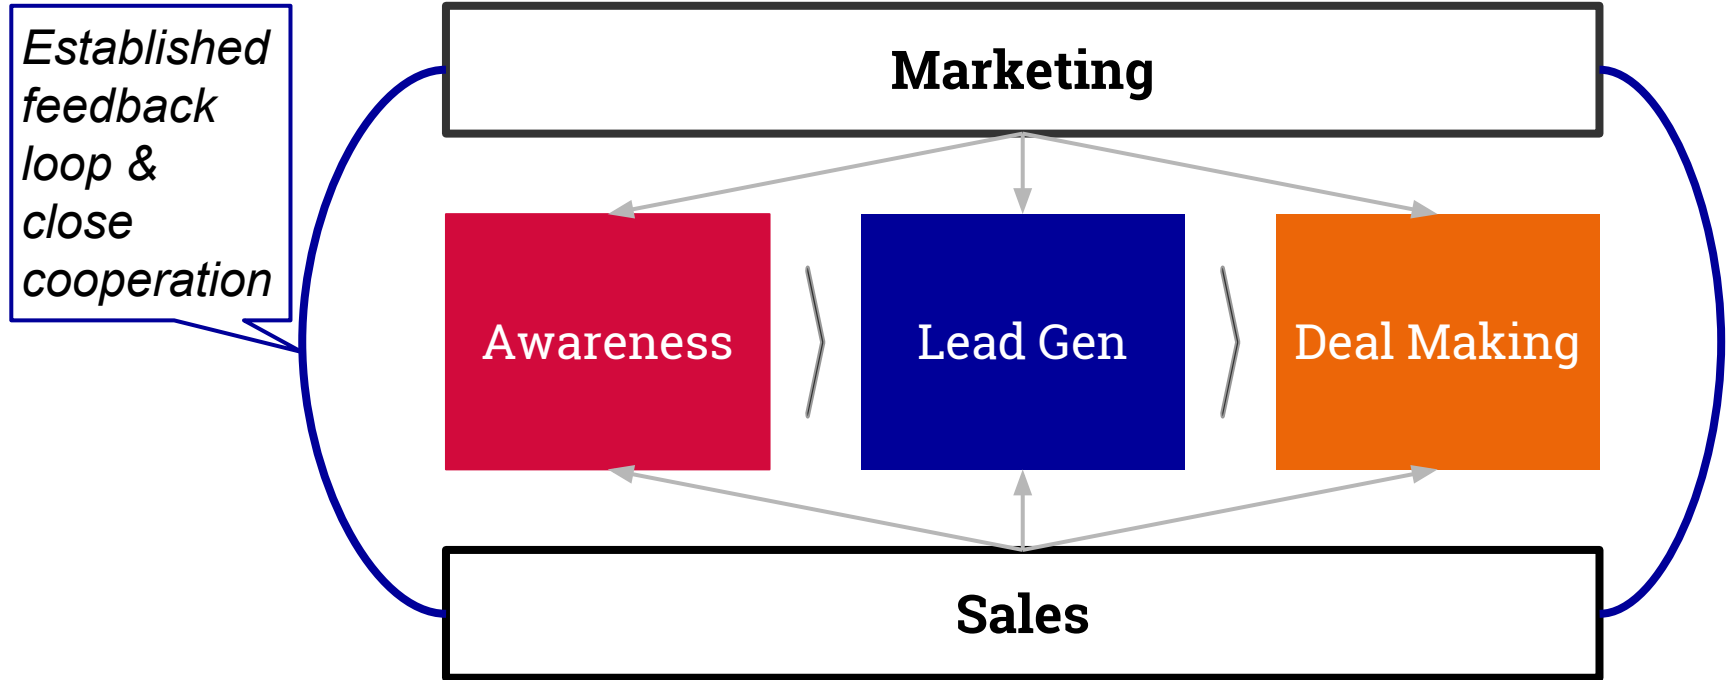 Established
feedback
loop &
close
cooperation
Marketing
Awareness
Lead Gen
Deal Making
Sales